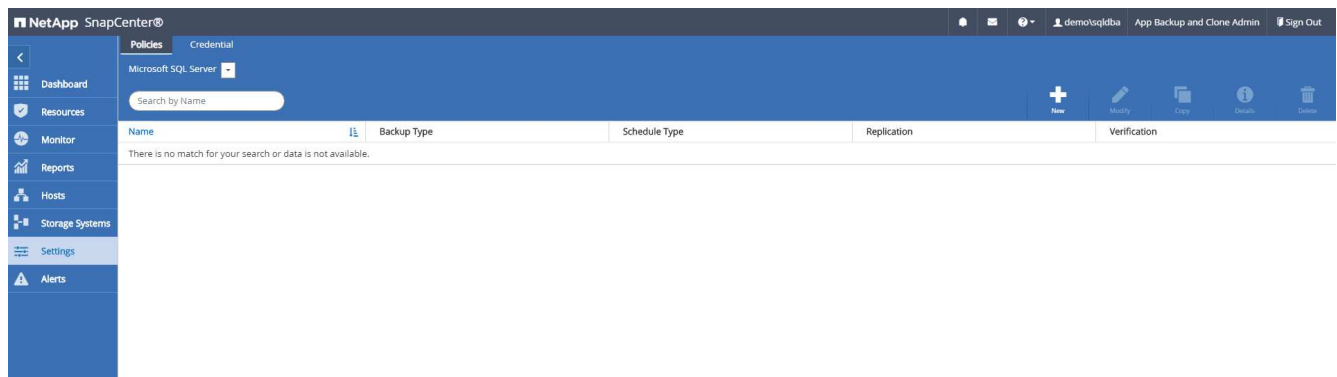 NetApp SnapCenter®
demo\sqldba App Backup and Clone Admin Sign Out
Policies Credential
Microsoft SQL Server
Search by Name
New Modify Copy Details Delete
Dashboard
Resources
Monitor
Reports
Hosts
Storage Systems
Settings
Alerts
Name Backup Type Schedule Type Replication Verification
There is no match for your search or data is not available.